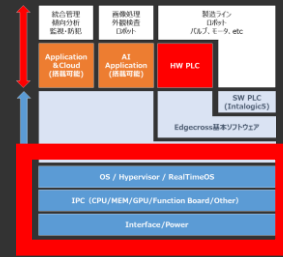 統合管理
傾向分析
監視・防犯
画像処理
外観検査
ロボット
製造ライン
ロボット
バルブ、モータ、etc
Application
&Cloud
(搭載可能)
AI
Application
(搭載可能)
HW PLC
SW PLC
(Intalogic5)
Edgecross基本ソフトウェア
OS / Hypervisor / RealTimeOS
IPC (CPU/MEM/GPU/Function Board/Other)
Interface/Power